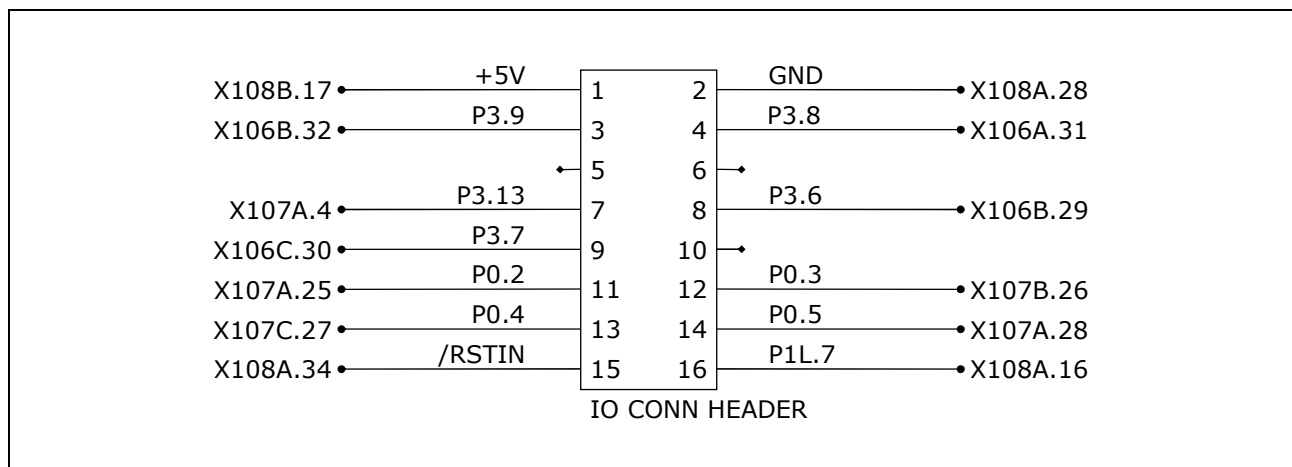 +5V GND
X108B.17 1 2 X108A.28
P3.9 P3.8
X106B.32 3 4 X106A.31
5 6
P3.13 P3.6
X107A.4 7 8 X106B.29
P3.7
X106C.30 9 10
P0.2 P0.3
X107A.25 11 12 X107B.26
P0.4 P0.5
X107C.27 13 14 X107A.28
/RSTIN P1L.7
X108A.34 15 16 X108A.16
IO CONN HEADER